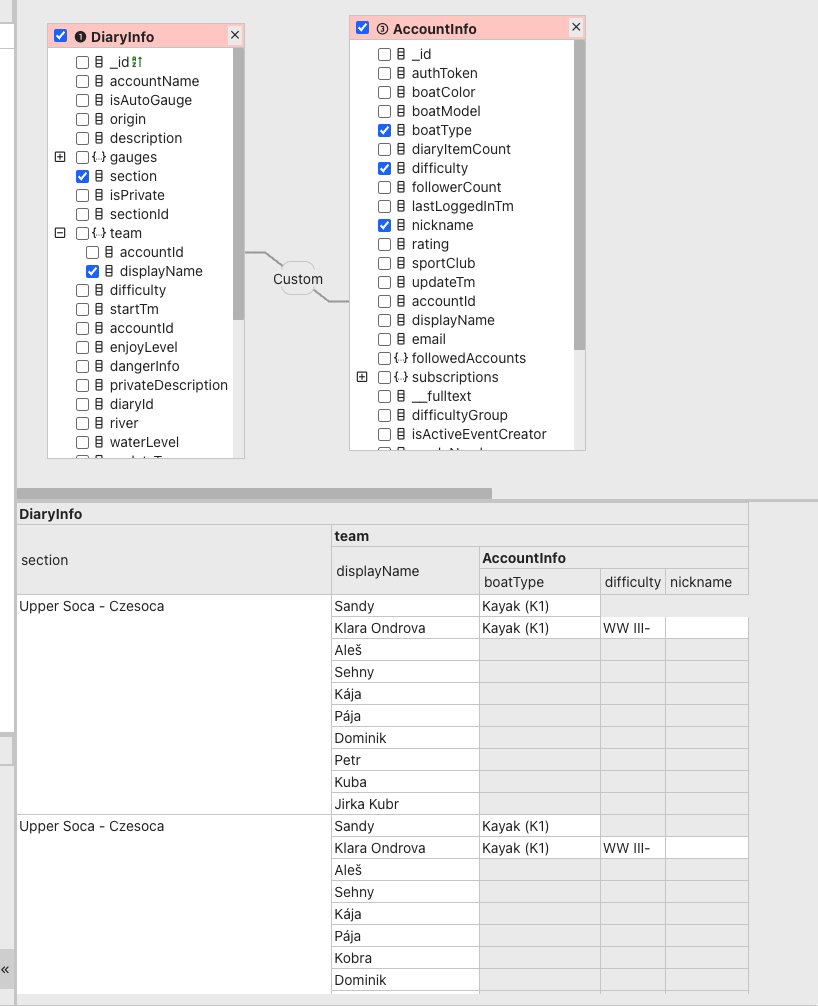 ❶ DiaryInfo
_id
accountName
isAutoGauge
origin
description
{..} gauges
section
isPrivate
sectionId
{..} team
accountId
displayName
difficulty
startTm
accountId
enjoyLevel
dangerInfo
privateDescription
diaryId
river
waterLevel
Custom
③ AccountInfo
_id
authToken
boatColor
boatModel
boatType
diaryItemCount
difficulty
followerCount
lastLoggedInTm
nickname
rating
sportClub
updateTm
accountId
displayName
email
{..} followedAccounts
{..} subscriptions
__fulltext
difficultyGroup
isActiveEventCreator
DiaryInfo
section
team
displayName
AccountInfo
boatType difficulty nickname
Upper Soca - Czesoca Sandy Kayak (K1)
Klara Ondrova Kayak (K1) WW III-
Aleš
Sehny
Kája
Pája
Dominik
Petr
Kuba
Jirka Kubr
Upper Soca - Czesoca Sandy Kayak (K1)
Klara Ondrova Kayak (K1) WW III-
Aleš
Sehny
Kája
Pája
Kobra
Dominik
«